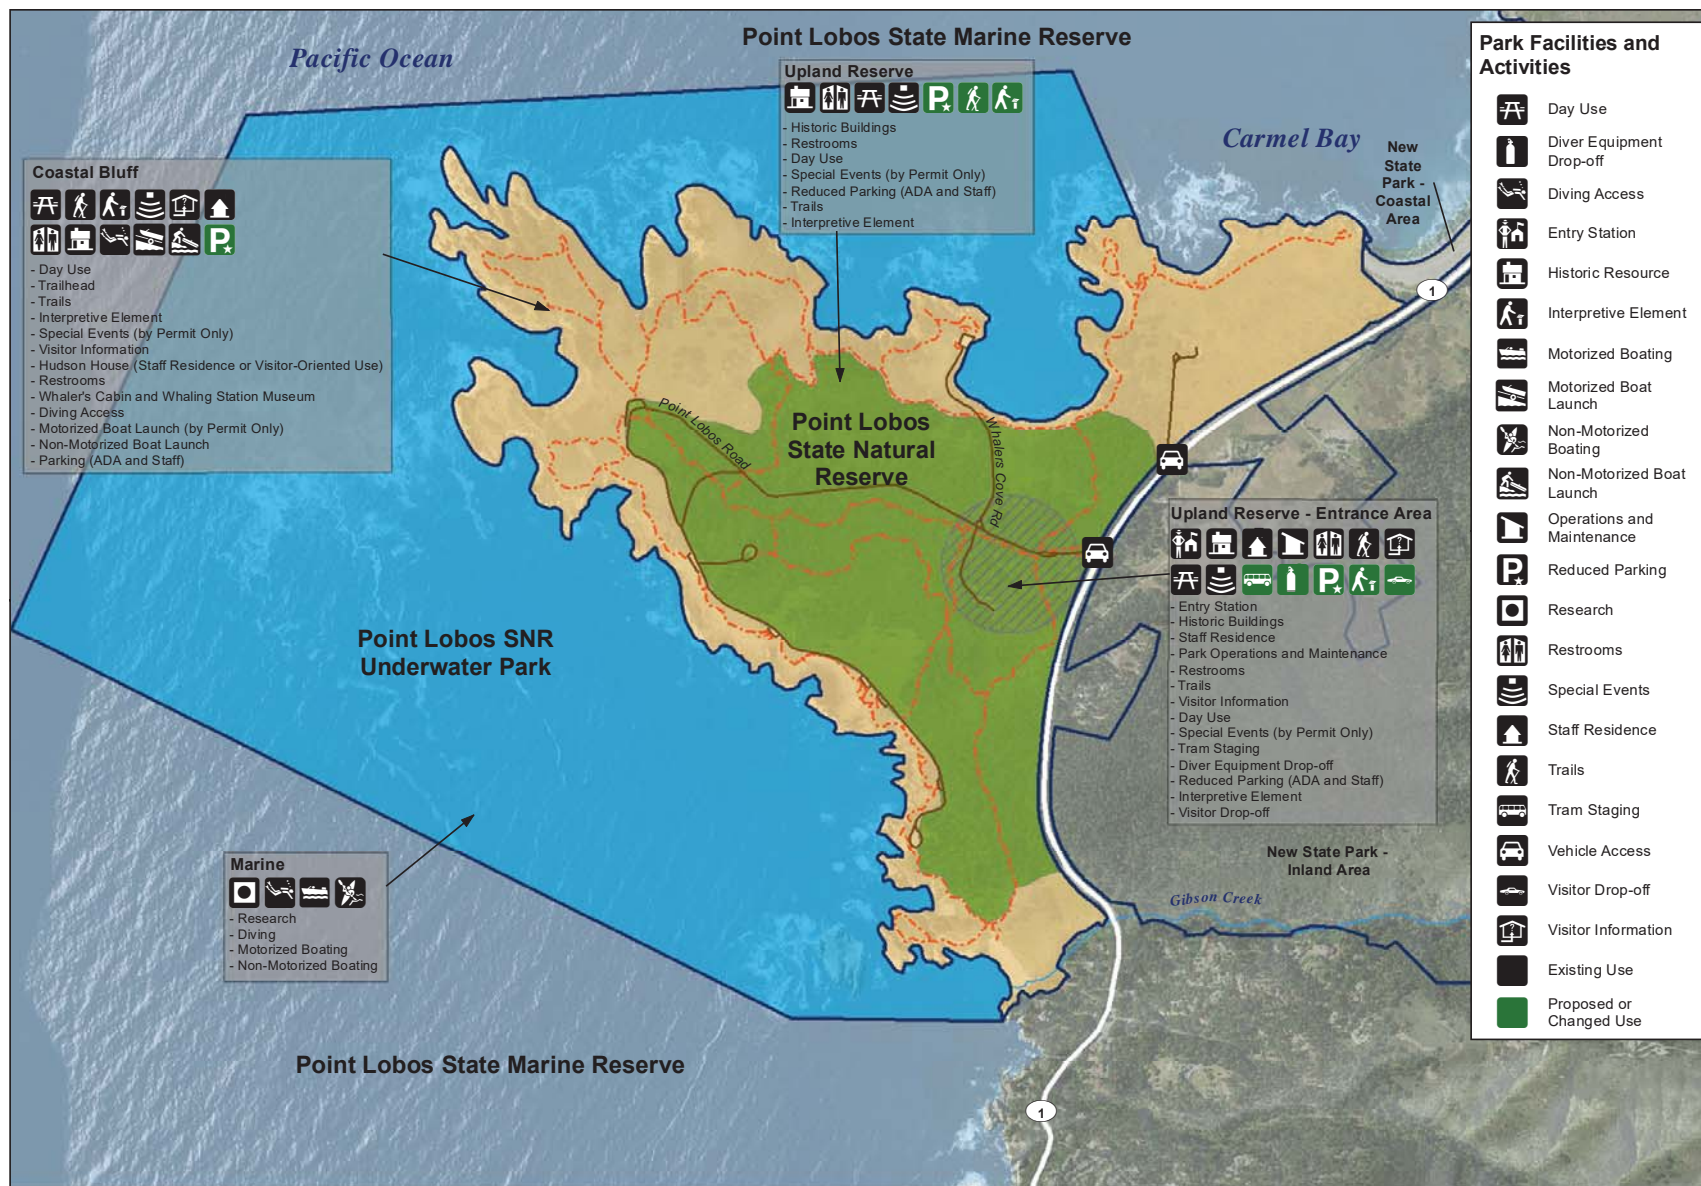 Point Lobos State Marine Reserve
Pacific Ocean
Carmel Bay
New
State
Park -
Coastal
Area
1
Upland Reserve
- Historic Buildings
- Restrooms
- Day Use
- Special Events (by Permit Only)
- Reduced Parking (ADA and Staff)
- Trails
- Interpretive Element
Coastal Bluff
- Day Use
- Trailhead
- Trails
- Interpretive Element
- Special Events (by Permit Only)
- Visitor Information
- Hudson House (Staff Residence or Visitor-Oriented Use)
- Restrooms
- Whaler's Cabin and Whaling Station Museum
- Diving Access
- Motorized Boat Launch (by Permit Only)
- Non-Motorized Boat Launch
- Parking (ADA and Staff)
Point Lobos Road
Point Lobos
State Natural
Reserve
Whalers Cove Rd
Upland Reserve - Entrance Area
- Entry Station
- Historic Buildings
- Staff Residence
- Park Operations and Maintenance
- Restrooms
- Trails
- Visitor Information
- Day Use
- Special Events (by Permit Only)
- Tram Staging
- Diver Equipment Drop-off
- Reduced Parking (ADA and Staff)
- Interpretive Element
- Visitor Drop-off
Point Lobos SNR
Underwater Park
Marine
- Research
- Diving
- Motorized Boating
- Non-Motorized Boating
New State Park -
Inland Area
Gibson Creek
Point Lobos State Marine Reserve
1
Park Facilities and
Activities
Day Use
Diver Equipment
Drop-off
Diving Access
Entry Station
Historic Resource
Interpretive Element
Motorized Boating
Motorized Boat
Launch
Non-Motorized
Boating
Non-Motorized Boat
Launch
Operations and
Maintenance
P
Reduced Parking
Research
Restrooms
Special Events
Staff Residence
Trails
Tram Staging
Vehicle Access
Visitor Drop-off
Visitor Information
Existing Use
Proposed or
Changed Use